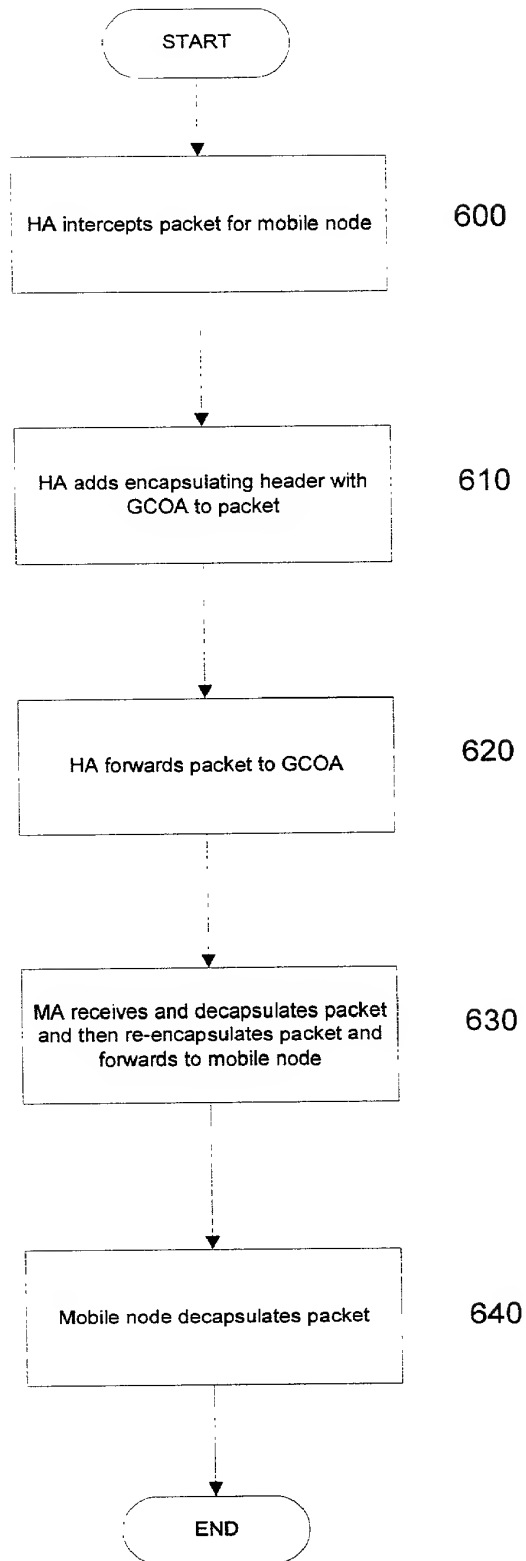 START
HA intercepts packet for mobile node
600
HA adds encapsulating header with
GCOA to packet
610
HA forwards packet to GCOA
620
MA receives and decapsulates packet
and then re-encapsulates packet and
forwards to mobile node
630
Mobile node decapsulates packet
640
END